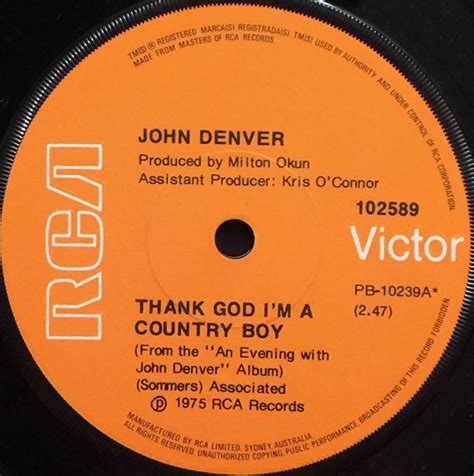 TM(S) ® REGISTERED MARCA(S) REGISTRADA(S) RCA CORPORATION. TM(S) USED BY AUTHORITY AND UNDER CONTROL OF RCA CORPORATION
MADE FROM MASTERS OF RCA RECORDS.
JOHN DENVER
Produced by Milton Okun
Assistant Producer: Kris O'Connor
102589
RCA
Victor
PB-10239A*
(2.47)
THANK GOD I'M A
COUNTRY BOY
(From the "An Evening with
John Denver" Album)
(Sommers) Associated
℗ 1975 RCA Records
MANUFACTURED BY RCA LIMITED, SYDNEY, AUSTRALIA
ALL RIGHTS RESERVED. UNAUTHORIZED COPYING, PUBLIC PERFORMANCE, BROADCASTING OF THIS RECORD FORBIDDEN